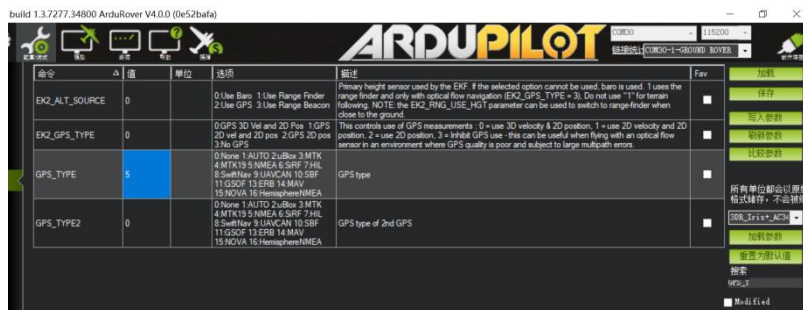 build 1.3.7277.34800 ArduRover V4.0.0 (0e52bafa)
模拟
终端
帮助
ARDUPILOT
COM30
115200
链接统计
COM30-1-GROUND ROVER
命令
值
单位
选项
描述
Fav
EK2_ALT_SOURCE
0
0:Use Baro 1:Use Range Finder
2:Use GPS 3:Use Range Beacon
Primary height sensor used by the EKF. If the selected option cannot be used, baro is used. 1 uses the
range finder and only with optical flow navigation (EK2_GPS_TYPE = 3), Do not use "1" for terrain
following. NOTE: the EK2_RNG_USE_HGT parameter can be used to switch to range-finder when
close to the ground.
EK2_GPS_TYPE
0
0:GPS 3D Vel and 2D Pos 1:GPS
2D vel and 2D pos 2:GPS 2D pos
3:No GPS
This controls use of GPS measurements : 0 = use 3D velocity & 2D position, 1 = use 2D velocity and 2D
position, 2 = use 2D position, 3 = Inhibit GPS use - this can be useful when flying with an optical flow
sensor in an environment where GPS quality is poor and subject to large multipath errors.
GPS_TYPE
5
0:None 1:AUTO 2:uBlox 3:MTK
4:MTK19 5:NMEA 6:SiRF 7:HIL
8:SwiftNav 9:UAVCAN 10:SBF
11:GSOF 13:ERB 14:MAV
15:NOVA 16:HemisphereNMEA
GPS type
GPS_TYPE2
0
0:None 1:AUTO 2:uBlox 3:MTK
4:MTK19 5:NMEA 6:SiRF 7:HIL
8:SwiftNav 9:UAVCAN 10:SBF
11:GSOF 13:ERB 14:MAV
15:NOVA 16:HemisphereNMEA
GPS type of 2nd GPS
加载
保存
写入参数
刷新参数
比较参数
所有单位都会以原始
格式储存，不会被缩
3DR_Iris+_AC34
加载参数
重置为默认值
搜索
GPS_T
Modified